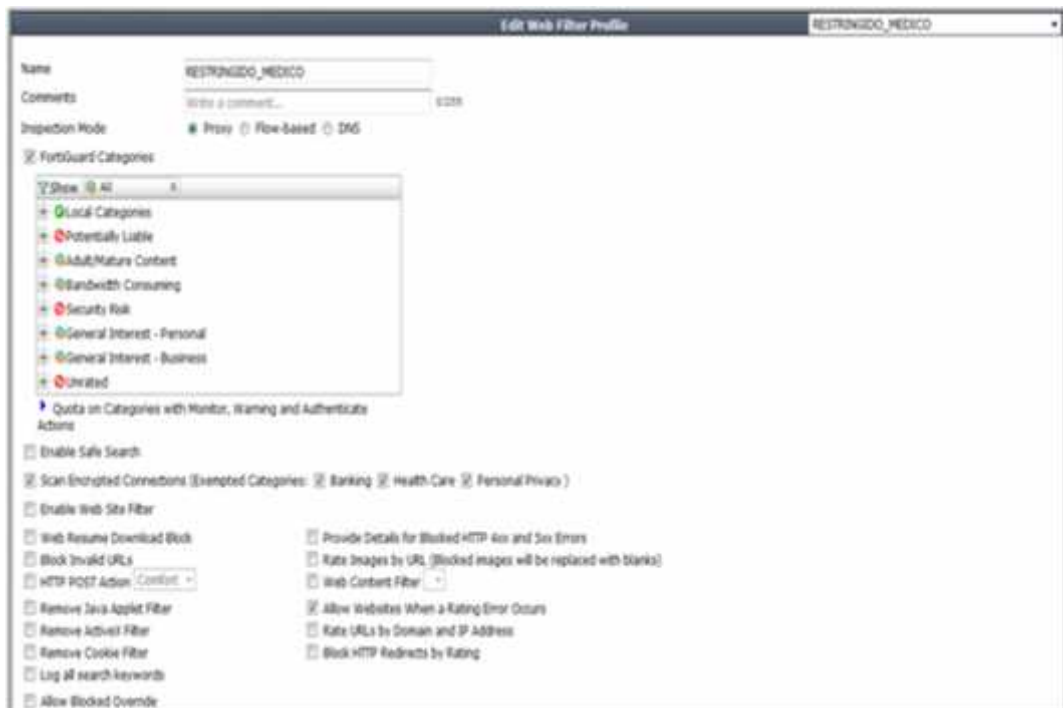 Edit Web Filter Profile
RESTRINGIDO_MEDICO
Name
RESTRINGIDO_MEDICO
Comments
Write a comment...
0/255
Inspection Mode
Proxy Flow-based DNS
FortiGuard Categories
Show All
Local Categories
Potentially Liable
Adult/Mature Content
Bandwidth Consuming
Security Risk
General Interest - Personal
General Interest - Business
Unrated
Quota on Categories with Monitor, Warning and Authenticate
Actions
Enable Safe Search
Scan Encrypted Connections (Exempted Categories: Banking Health Care Personal Privacy )
Enable Web Site Filter
Web Resume Download Block
Provide Details for Blocked HTTP 4xx and 5xx Errors
Block Invalid URLs
Rate Images by URL (Blocked images will be replaced with blanks)
HTTP POST Action Comfort
Web Content Filter
Remove Java Applet Filter
Allow Websites When a Rating Error Occurs
Remove ActiveX Filter
Rate URLs by Domain and IP Address
Remove Cookie Filter
Block HTTP Redirects by Rating
Log all search keywords
Allow Blocked Override